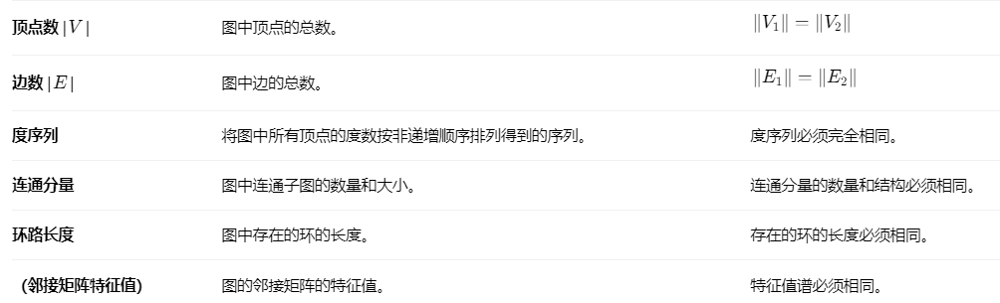 顶点数 |V| 图中顶点的总数。 ‖V₁‖ = ‖V₂‖
边数 |E| 图中边的总数。 ‖E₁‖ = ‖E₂‖
度序列 将图中所有顶点的度数按非递增顺序排列得到的序列。 度序列必须完全相同。
连通分量 图中连通子图的数量和大小。 连通分量的数量和结构必须相同。
环路长度 图中存在的环的长度。 存在的环的长度必须相同。
（邻接矩阵特征值） 图的邻接矩阵的特征值。 特征值谱必须相同。